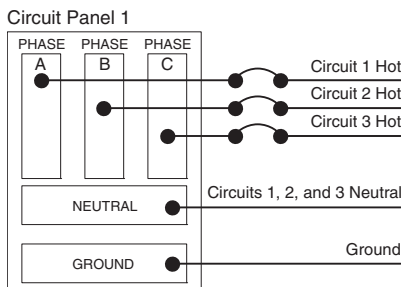 Circuit Panel 1
PHASE PHASE PHASE
A B C
Circuit 1 Hot
Circuit 2 Hot
Circuit 3 Hot
NEUTRAL
Circuits 1, 2, and 3 Neutral
GROUND
Ground